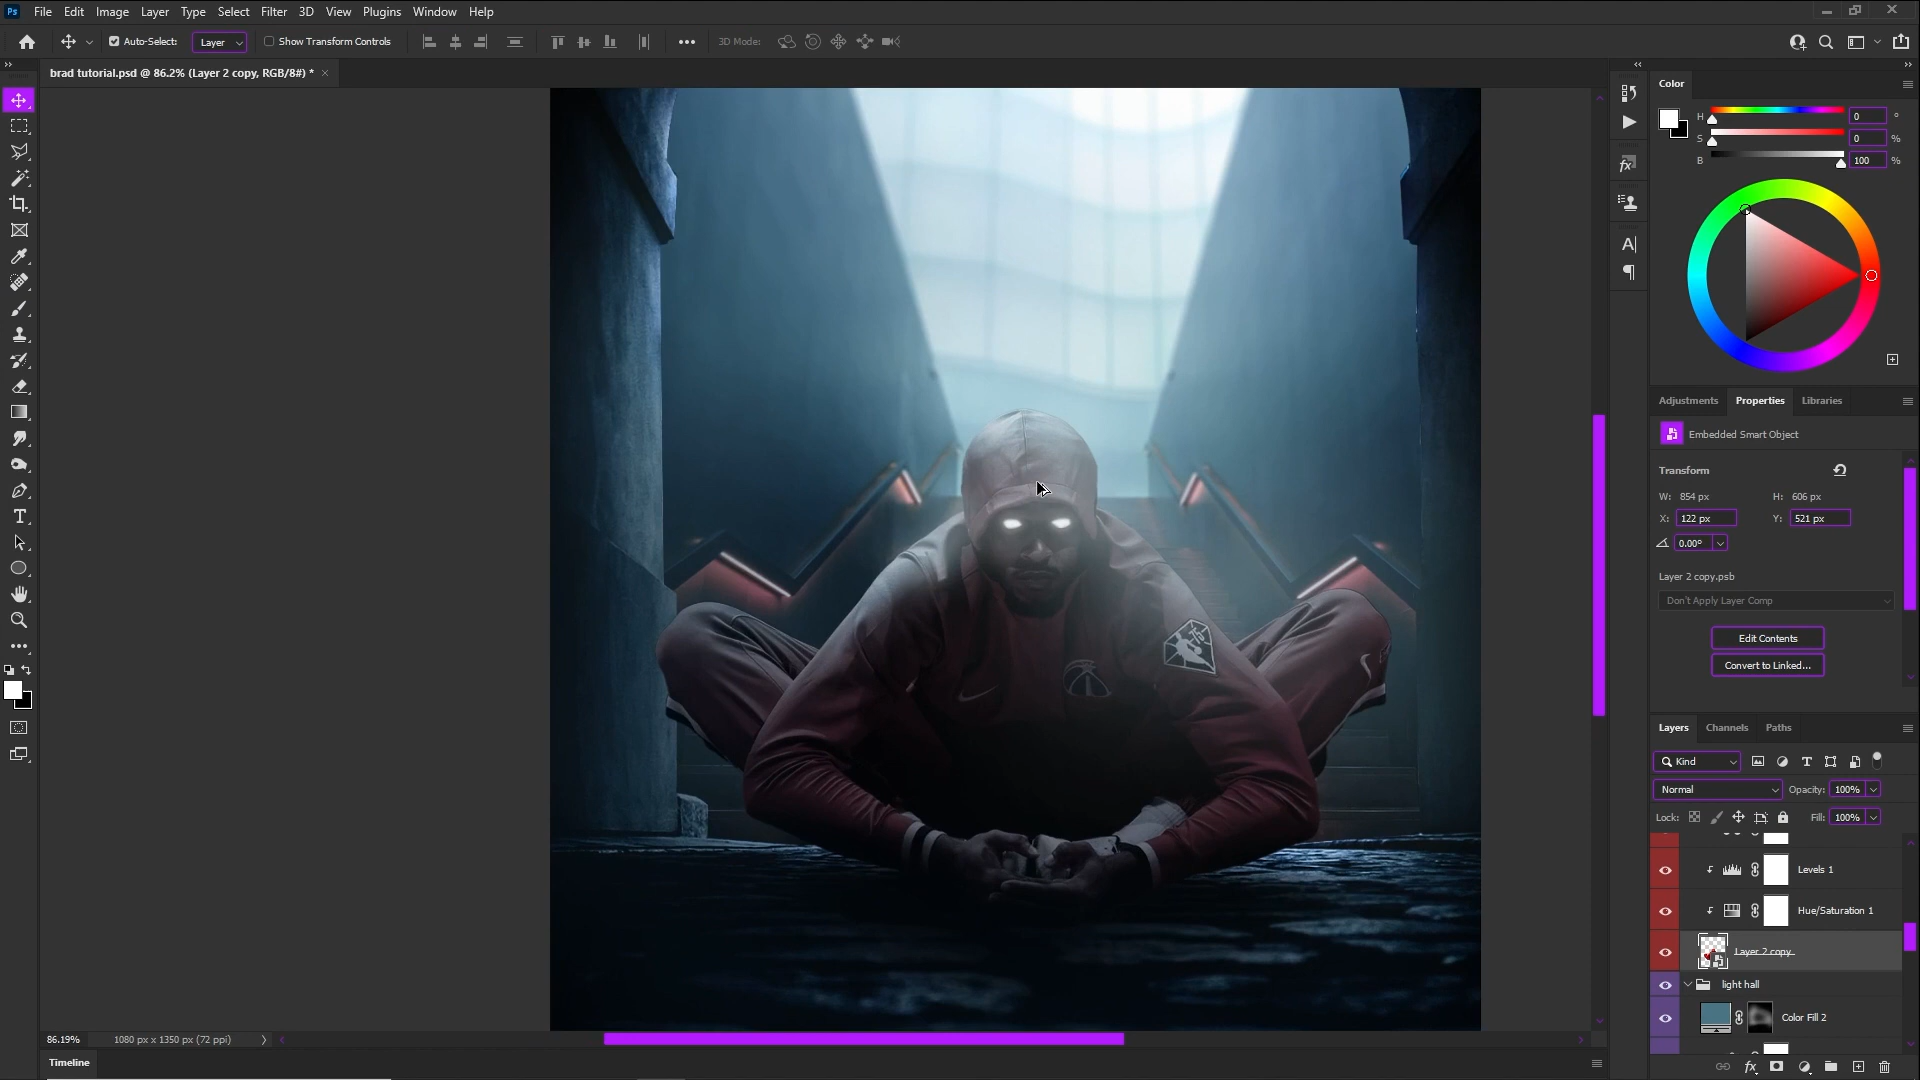 Ps File Edit Image Layer Type Select Filter 3D View Plugins Window Help
Auto-Select: Layer Show Transform Controls 3D Mode:
brad tutorial.psd @ 86.2% (Layer 2 copy, RGB/8#) *
Color
H 0 °
S 0 %
B 100 %
Adjustments Properties Libraries
Embedded Smart Object
Transform
W: 854 px H: 606 px
X: 122 px Y: 521 px
0.00°
Layer 2 copy.psb
Don't Apply Layer Comp
Edit Contents
Convert to Linked...
Layers Channels Paths
Kind
Normal Opacity: 100%
Lock: Fill: 100%
Levels 1
Hue/Saturation 1
Layer 2 copy
light hall
Color Fill 2
86.19% 1080 px x 1350 px (72 ppi)
Timeline